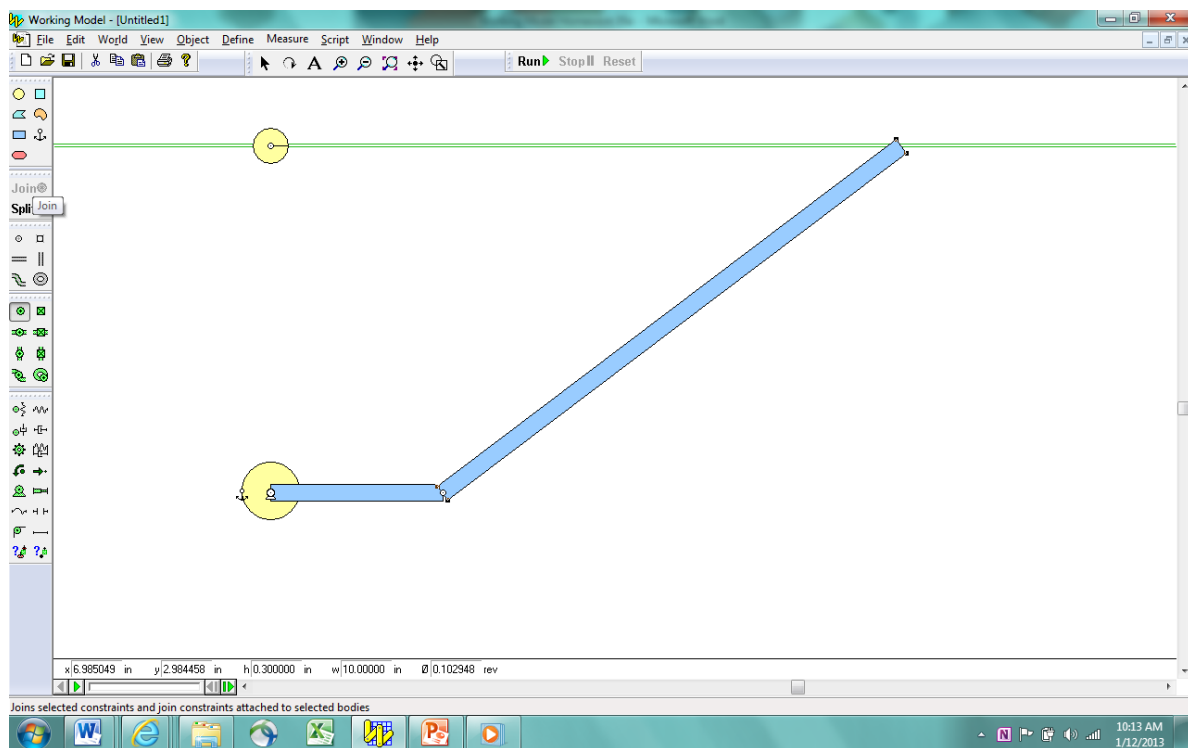 Working Model - [Untitled1]
File Edit World View Object Define Measure Script Window Help
A Run Stop Reset
Join
Spli Join
x 6.985049 in y 2.984458 in h 0.300000 in w 10.00000 in Ø 0.102948 rev
Joins selected constraints and join constraints attached to selected bodies
10:13 AM
1/12/2013